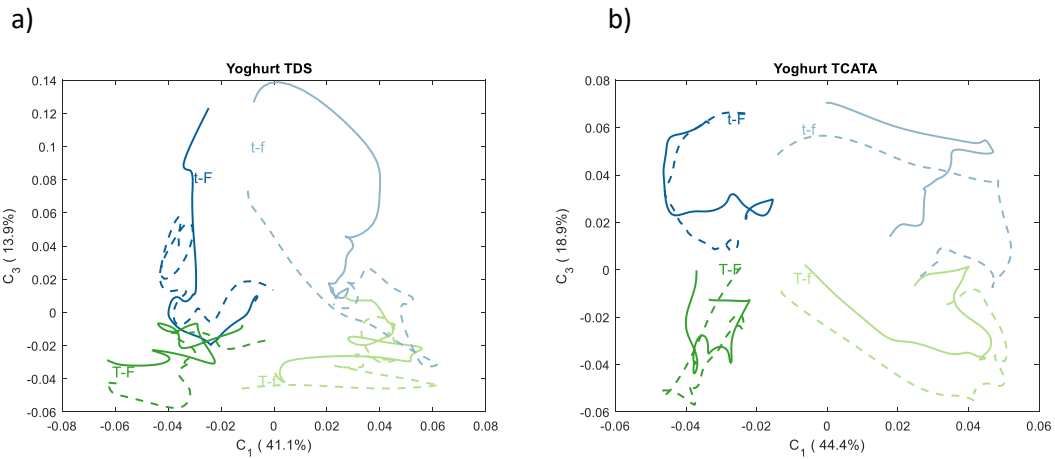 a)
b)
Yoghurt TDS
0.14
0.12
0.1
0.08
0.06
0.04
0.02
0
-0.02
-0.04
-0.06
-0.08 -0.06 -0.04 -0.02 0 0.02 0.04 0.06 0.08
C1 ( 41.1%)
C3 ( 13.9%)
t-f
t-F
T-F
T-f
Yoghurt TCATA
0.08
0.06
0.04
0.02
0
-0.02
-0.04
-0.06
-0.06 -0.04 -0.02 0 0.02 0.04 0.06
C1 ( 44.4%)
C3 ( 18.9%)
t-F
t-f
T-F
T-f